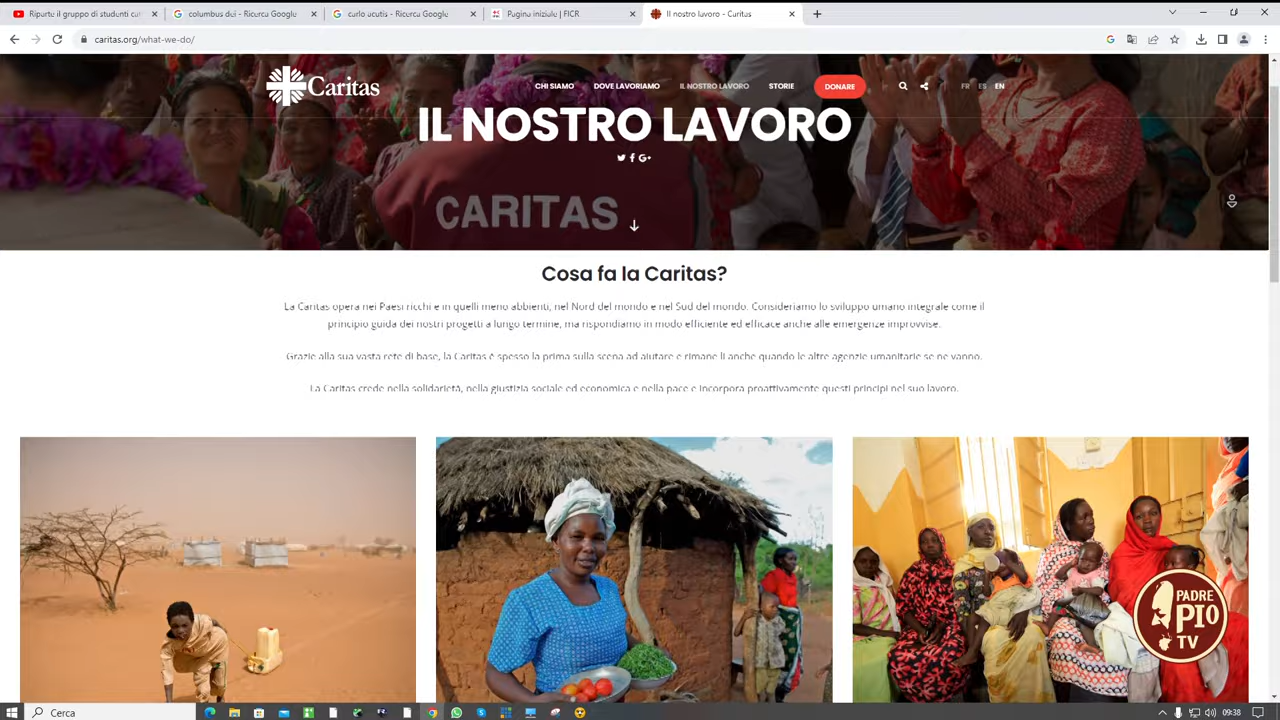 Riparte il gruppo di studenti cat
columbus dei - Ricerca Google
carlo acutis - Ricerca Google
Pagina iniziale | FICR
Il nostro lavoro - Caritas
caritas.org/what-we-do/
Caritas
CHI SIAMO
DOVE LAVORIAMO
IL NOSTRO LAVORO
STORIE
DONARE
FR
ES
EN
IL NOSTRO LAVORO
CARITAS
Cosa fa la Caritas?
La Caritas opera nei Paesi ricchi e in quelli meno abbienti, nel Nord del mondo e nel Sud del mondo. Consideriamo lo sviluppo umano integrale come il
principio guida dei nostri progetti a lungo termine, ma rispondiamo in modo efficiente ed efficace anche alle emergenze improvvise.
Grazie alla sua vasta rete di base, la Caritas è spesso la prima sulla scena ad aiutare e rimane lì anche quando le altre agenzie umanitarie se ne vanno.
La Caritas crede nella solidarietà, nella giustizia sociale ed economica e nella pace e incorpora proattivamente questi principi nel suo lavoro.
PADRE
PIO
TV
Cerca
09:38